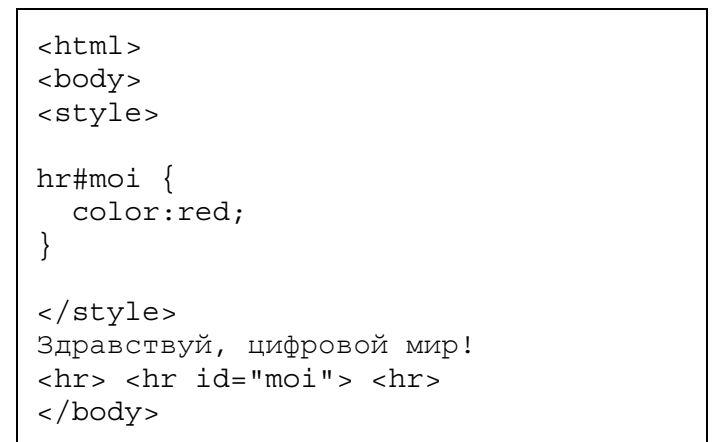 <html>
<body>
<style>
hr#moi {
  color:red;
}
</style>
Здравствуй, цифровой мир!
<hr> <hr id="moi"> <hr>
</body>